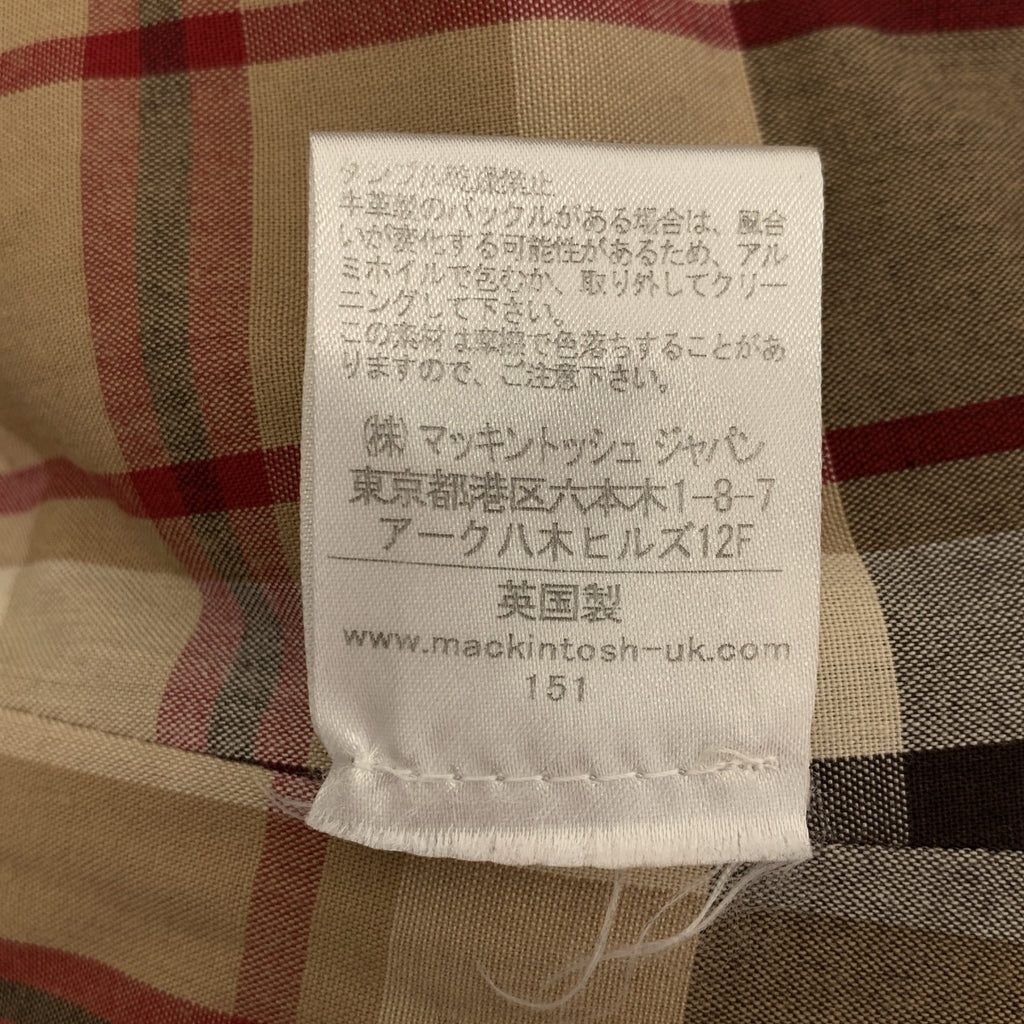 タンブル乾燥禁止
牛革製のバックルがある場合は、風合
いが変化する可能性があるため、アル
ミホイルで包むか、取り外してクリー
ニングして下さい。
この素材は摩擦で色落ちすることがあ
りますので、ご注意下さい。
(株) マッキントッシュ ジャパン
東京都港区六本木1-8-7
アーク八木ヒルズ12F
英国製
www.mackintosh-uk.com
151